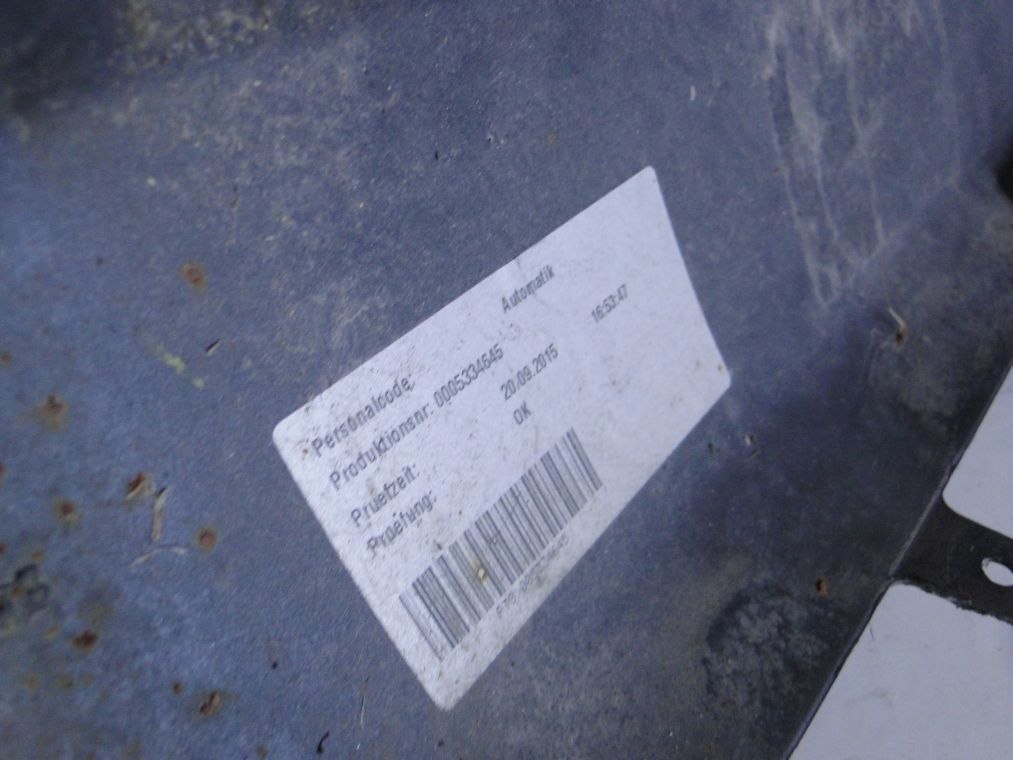 Personalcode: Automatik
Produktionsnr: 0005334645
Pruefzeit: 20.09.2015 16:53:47
Pruefung: OK